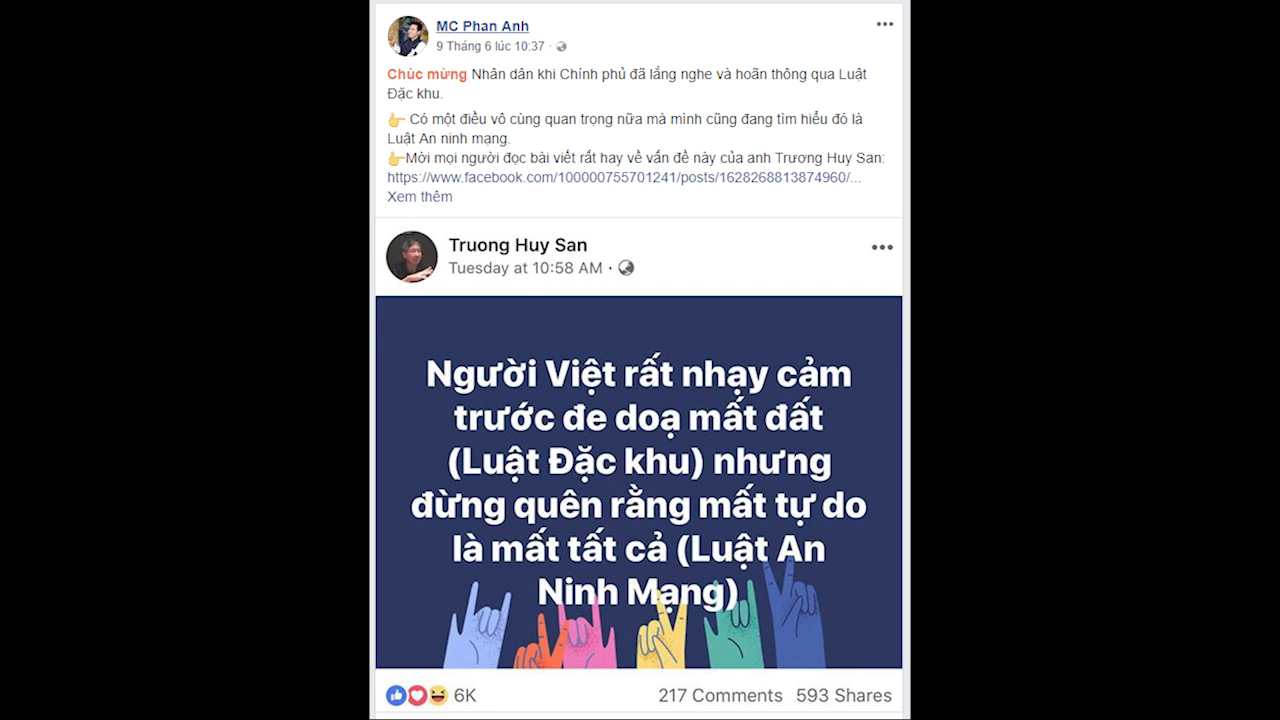 MC Phan Anh
9 Tháng 6 lúc 10:37 ·
Chúc mừng Nhân dân khi Chính phủ đã lắng nghe và hoãn thông qua Luật
Đặc khu.
Có một điều vô cùng quan trọng nữa mà mình cũng đang tìm hiểu đó là
Luật An ninh mạng.
Mời mọi người đọc bài viết rất hay về vấn đề này của anh Trương Huy San:
https://www.facebook.com/100000755701241/posts/1628268813874960/...
Xem thêm
Truong Huy San
Tuesday at 10:58 AM ·
Người Việt rất nhạy cảm
trước đe doạ mất đất
(Luật Đặc khu) nhưng
đừng quên rằng mất tự do
là mất tất cả (Luật An
Ninh Mạng)
6K 217 Comments 593 Shares